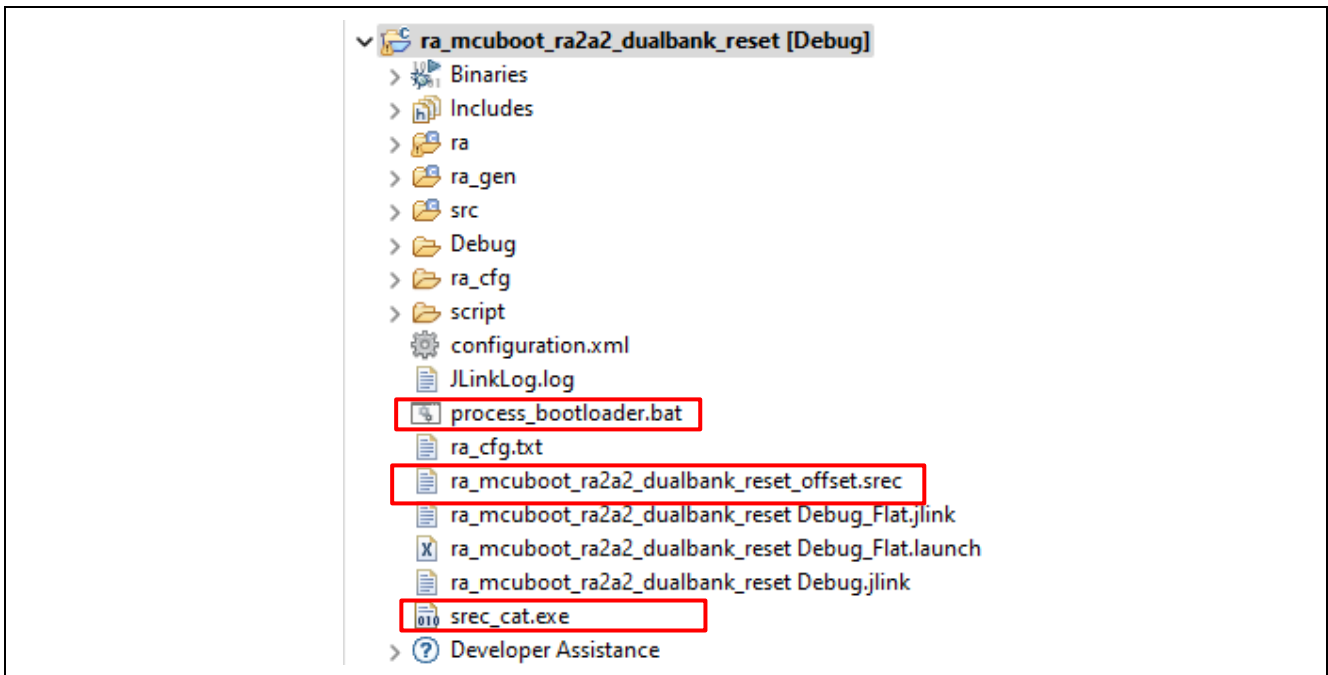 ra_mcuboot_ra2a2_dualbank_reset [Debug]
Binaries
Includes
ra
ra_gen
src
Debug
ra_cfg
script
configuration.xml
JLinkLog.log
process_bootloader.bat
ra_cfg.txt
ra_mcuboot_ra2a2_dualbank_reset_offset.srec
ra_mcuboot_ra2a2_dualbank_reset Debug_Flat.jlink
ra_mcuboot_ra2a2_dualbank_reset Debug_Flat.launch
ra_mcuboot_ra2a2_dualbank_reset Debug.jlink
srec_cat.exe
Developer Assistance